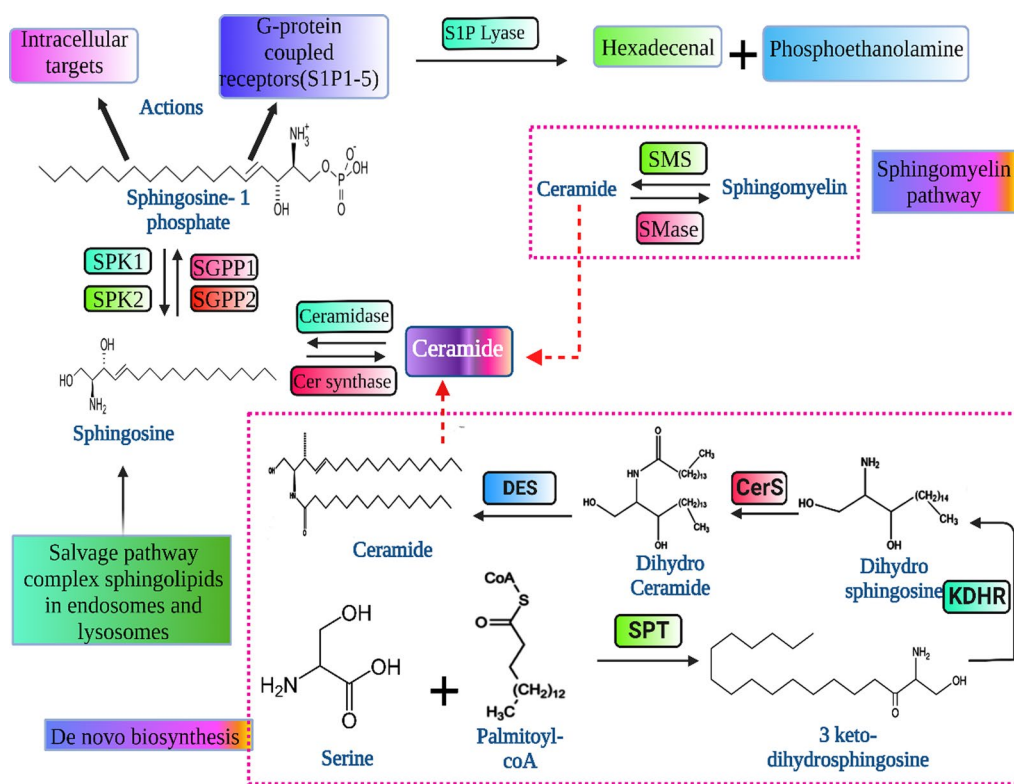 Intracellular
targets
G-protein
coupled
receptors(S1P1-5)
S1P Lyase
Hexadecenal
+
Phosphoethanolamine
Actions
NH3+
O
P
O-
OH
O
OH
Sphingosine- 1
phosphate
SMS
Ceramide
Sphingomyelin
SMase
Sphingomyelin
pathway
SPK1
SGPP1
SPK2
SGPP2
Ceramidase
Ceramide
Cer synthase
OH
HO
NH2
Sphingosine
Salvage pathway
complex sphingolipids
in endosomes and
lysosomes
OH
HN
O
Ceramide
DES
O
CH3
()13
HN
HO
()13
CH3
OH
Dihydro
Ceramide
CerS
NH2
HO
(CH2)14
CH3
OH
Dihydro
sphingosine
KDHR
OH
H2N
OH
O
Serine
+
CoA
S
O
(CH2)12
H3C
Palmitoyl-
coA
SPT
NH2
OH
O
3 keto-
dihydrosphingosine
De novo biosynthesis